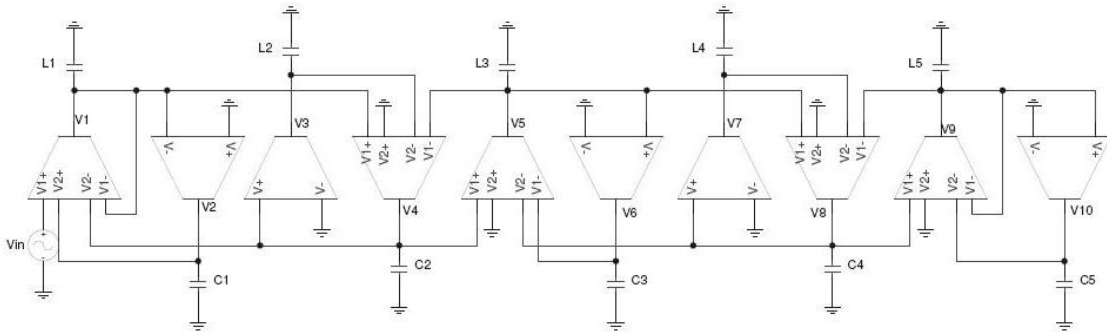 L1
L2
L3
L4
L5
V1
V3
V5
V7
V9
V-
V+
V1+
V2+
V2-
V1-
V-
V+
V1+
V2+
V2-
V1-
V-
V+
V1+
V2+
V2-
V1-
V+
V-
V1+
V2+
V2-
V1-
V+
V-
V1+
V2+
V2-
V1-
V2
V4
V6
V8
V10
Vin
+
-
C1
C2
C3
C4
C5